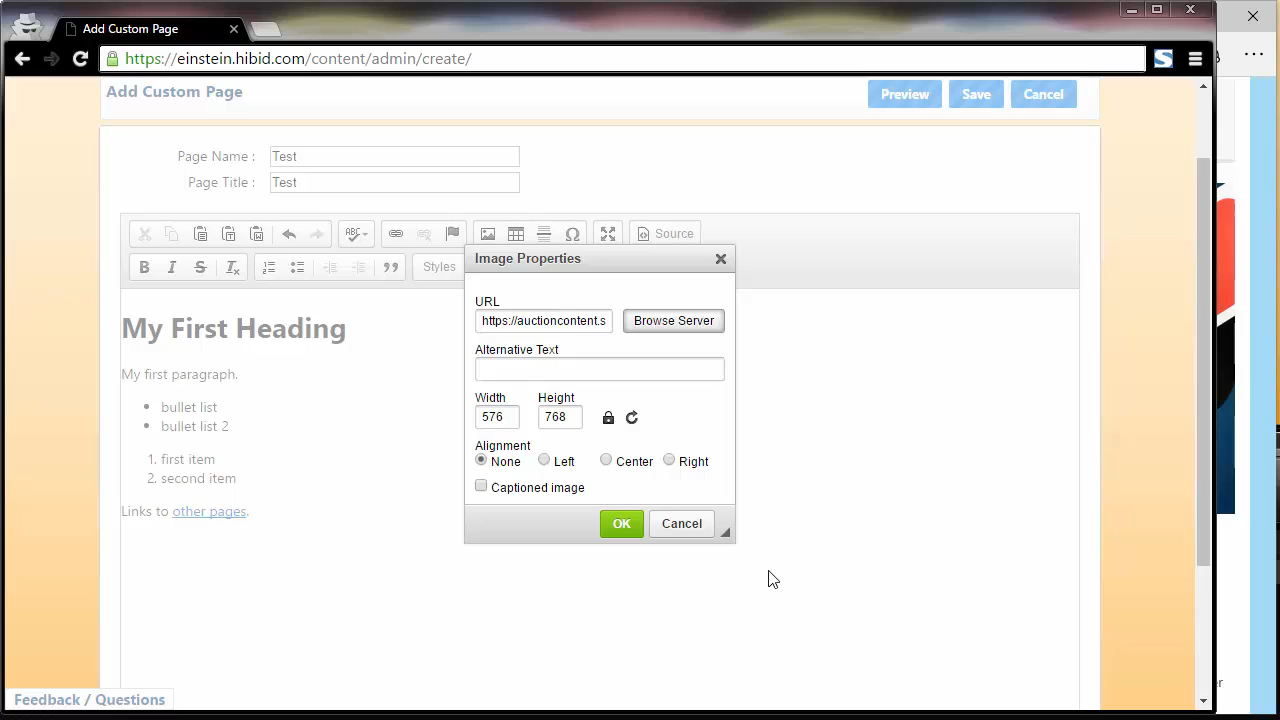 Add Custom Page
https://einstein.hibid.com/content/admin/create/
Add Custom Page
Preview
Save
Cancel
Page Name :
Test
Page Title :
Test
ABC
Source
B
I
S
Styles
Image Properties
URL
https://auctioncontent.s
Browse Server
Alternative Text
Width
Height
576
768
Alignment
None
Left
Center
Right
Captioned image
OK
Cancel
My First Heading
My first paragraph.
bullet list
bullet list 2
1. first item
2. second item
Links to other pages.
Feedback / Questions